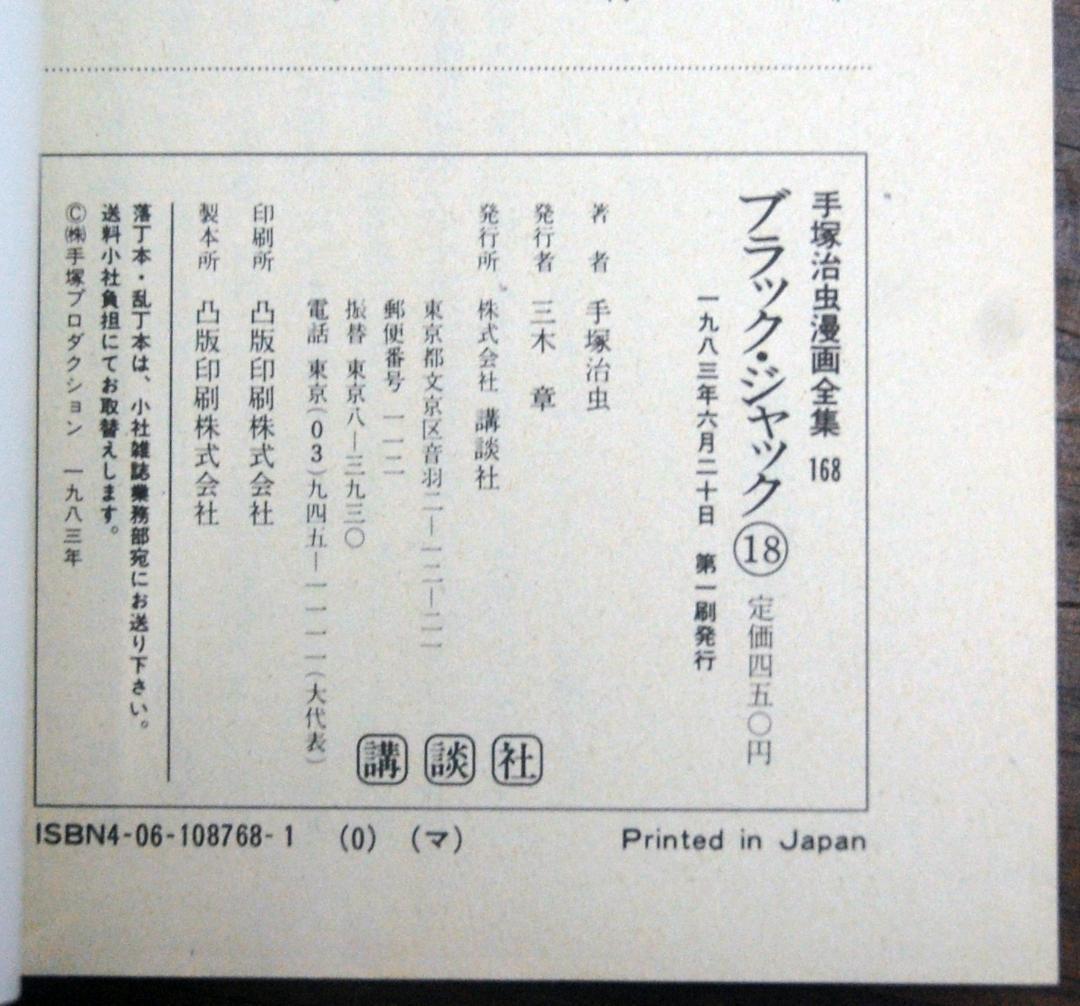 手塚治虫漫画全集 168
ブラック・ジャック⑱ 定価四五〇円
一九八三年六月二十日 第一刷発行
著者 手塚治虫
発行者 三木 章
発行所 株式会社 講談社
東京都文京区音羽二―一二―二一
郵便番号 一一二
振替 東京八―三九三〇
電話 東京(03)九四五―一一一一(大代表)
印刷所 凸版印刷株式会社
製本所 凸版印刷株式会社
落丁本・乱丁本は、小社雑誌業務部宛にお送り下さい。
送料小社負担にてお取替えします。
Ⓒ㈱手塚プロダクション 一九八三年
講談社
ISBN4-06-108768-1 (0) (マ)
Printed in Japan